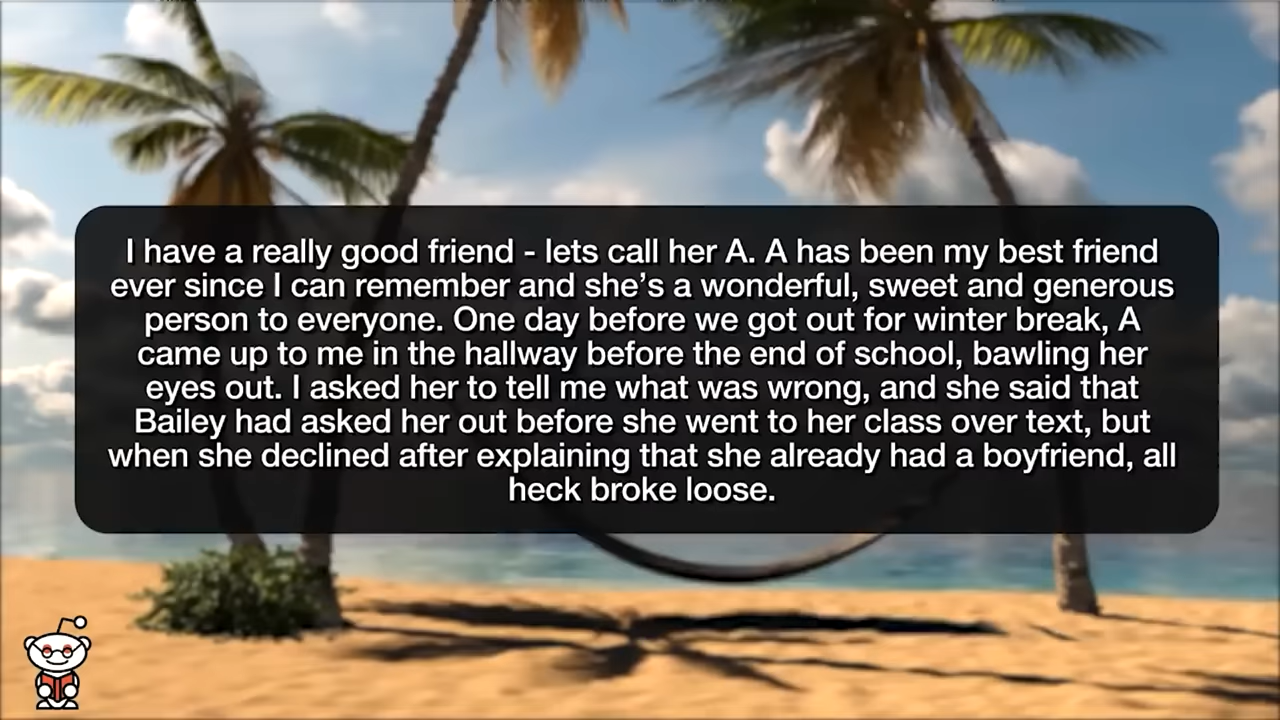 I have a really good friend - lets call her A. A has been my best friend
ever since I can remember and she’s a wonderful, sweet and generous
person to everyone. One day before we got out for winter break, A
came up to me in the hallway before the end of school, bawling her
eyes out. I asked her to tell me what was wrong, and she said that
Bailey had asked her out before she went to her class over text, but
when she declined after explaining that she already had a boyfriend, all
heck broke loose.